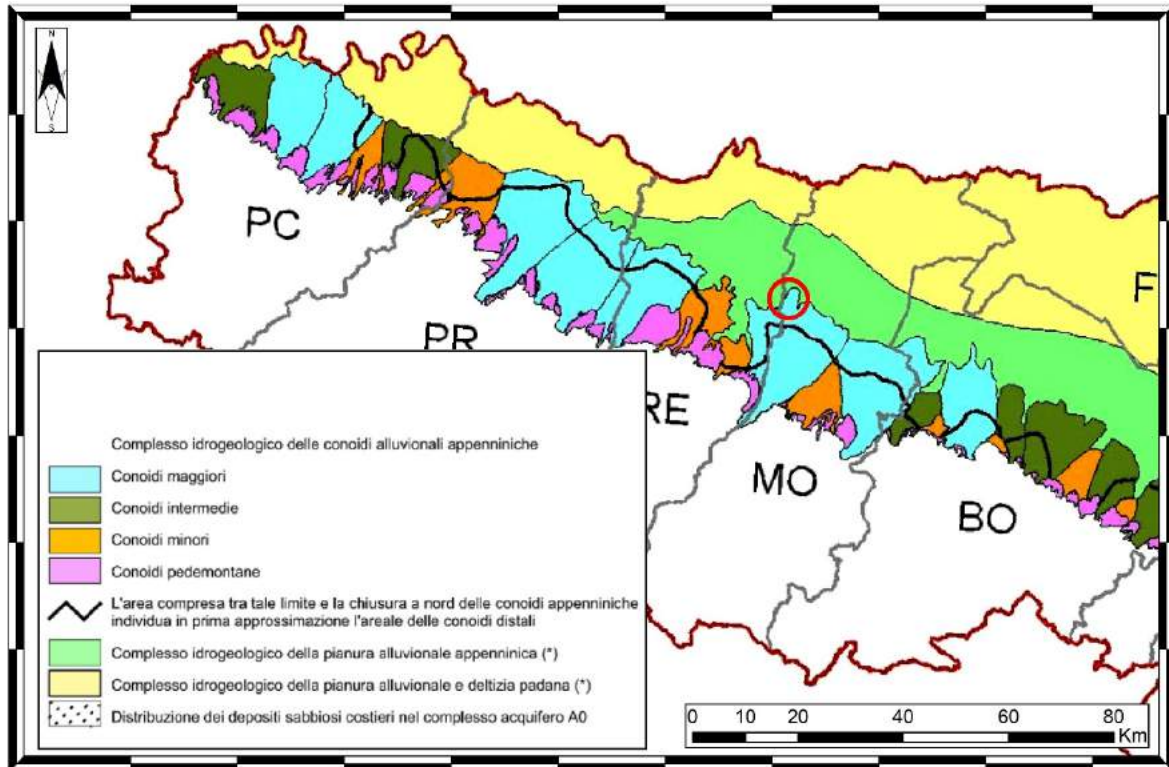 N
S
PC
PR
RE
MO
BO
F
Complesso idrogeologico delle conoidi alluvionali appenniniche
Conoidi maggiori
Conoidi intermedie
Conoidi minori
Conoidi pedemontane
L'area compresa tra tale limite e la chiusura a nord delle conoidi appenniniche
individua in prima approssimazione l'areale delle conoidi distali
Complesso idrogeologico della pianura alluvionale appenninica (*)
Complesso idrogeologico della pianura alluvionale e deltizia padana (*)
Distribuzione dei depositi sabbiosi costieri nel complesso acquifero A0
0 10 20 40 60 80
Km